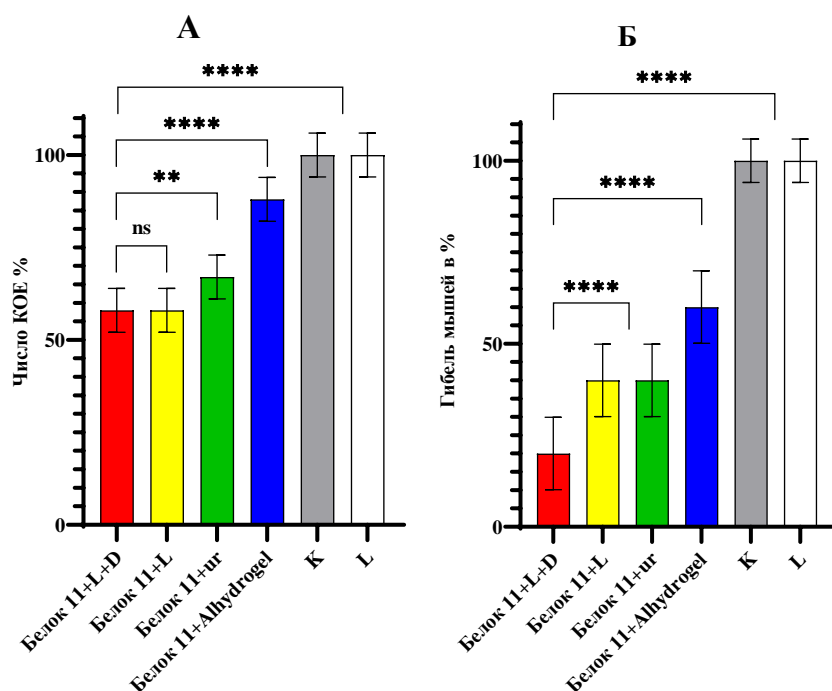 А
****
****
**
ns
100
50
0
Число КОЕ %
Белок 11+L+D
Белок 11+L
Белок 11+ur
Белок 11+Alhydrogel
K
L
Б
****
****
****
100
50
0
Гибель мышей в %
Белок 11+L+D
Белок 11+L
Белок 11+ur
Белок 11+Alhydrogel
K
L